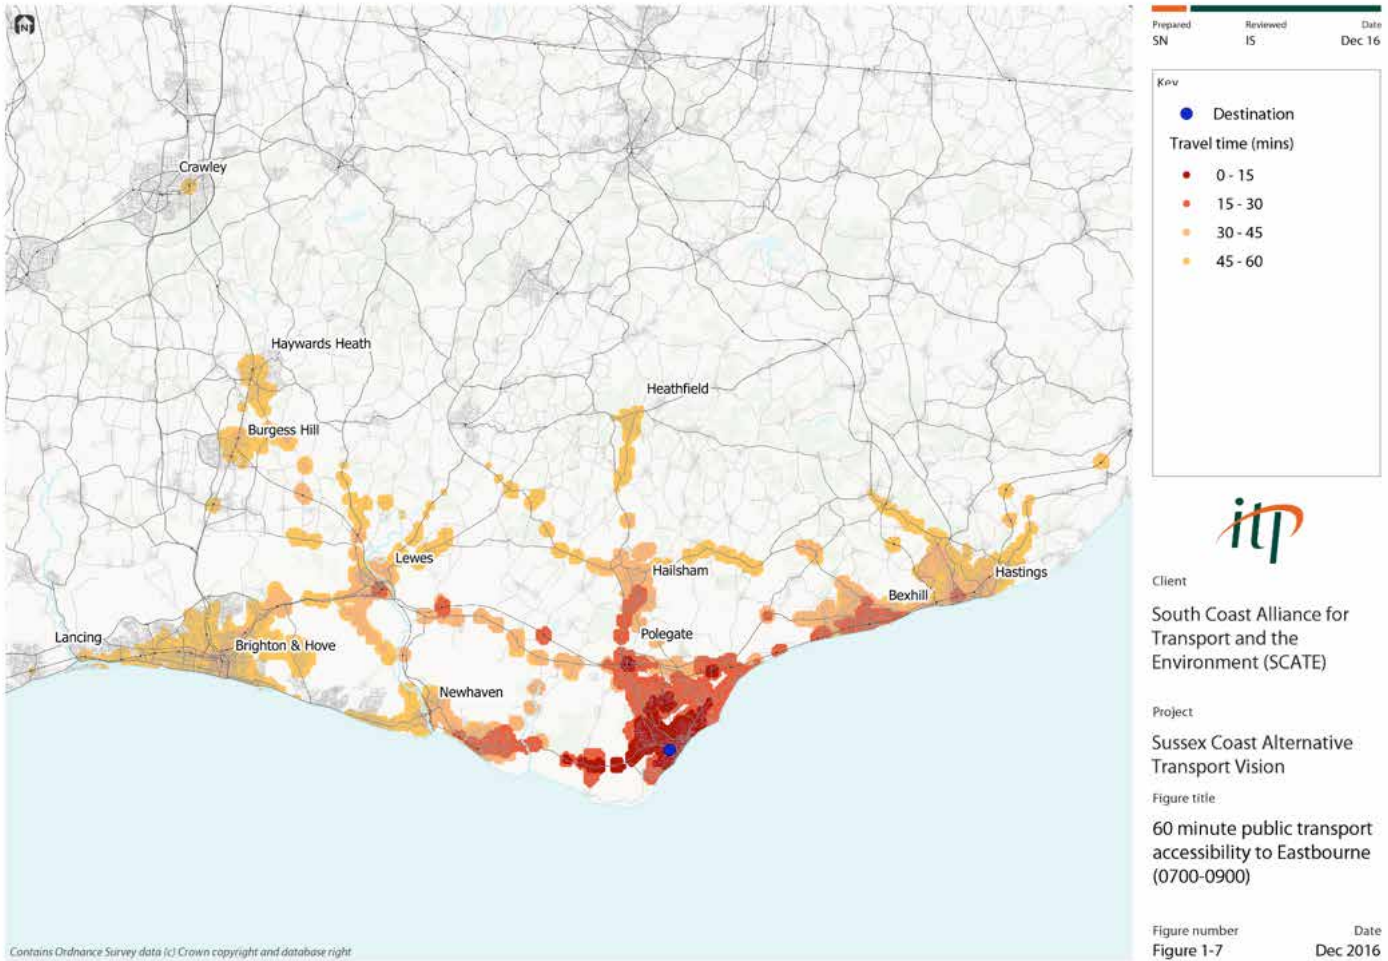 N
Crawley
Haywards Heath
Heathfield
Burgess Hill
Lewes
Hailsham
Hastings
Bexhill
Lancing
Polegate
Brighton & Hove
Newhaven
Contains Ordnance Survey data (c) Crown copyright and database right
Prepared Reviewed Date
SN IS Dec 16
Key
Destination
Travel time (mins)
0 - 15
15 - 30
30 - 45
45 - 60
itp
Client
South Coast Alliance for
Transport and the
Environment (SCATE)
Project
Sussex Coast Alternative
Transport Vision
Figure title
60 minute public transport
accessibility to Eastbourne
(0700-0900)
Figure number Date
Figure 1-7 Dec 2016